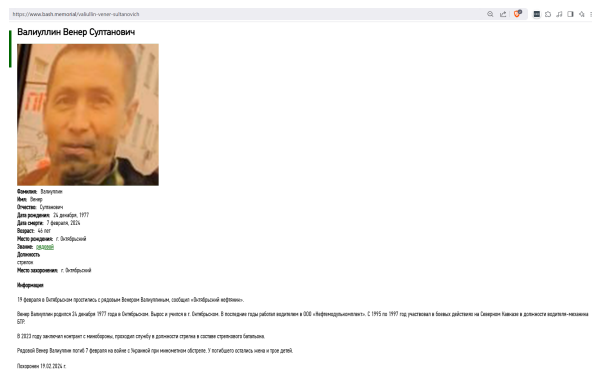 https://www.bash.memorial/valiullin-vener-sultanovich
Валиуллин Венер Султанович
Фамилия: Валиуллин
Имя: Венер
Отчество: Султанович
Дата рождения: 24 декабря, 1977
Дата смерти: 7 февраля, 2024
Возраст: 46 лет
Место рождения: г. Октябрьский
Звание: рядовой
Должность
стрелок
Место захоронения: г. Октябрьский
Информация
19 февраля в Октябрьском простились с рядовым Венером Валиуллиным, сообщил «Октябрьский нефтяник».
Венер Валиуллин родился 24 декабря 1977 года в Октябрьском. Вырос и учился в г. Октябрьском. В последние годы работал водителем в ООО «Нефтемодулькомплект». С 1995 по 1997 год участвовал в боевых действиях на Северном Кавказе в должности водителя-механика
БТР.
В 2023 году заключил контракт с минобороны, проходил службу в должности стрелка в составе стрелкового батальона.
Рядовой Венер Валиуллин погиб 7 февраля на войне с Украиной при минометном обстреле. У погибшего остались жена и трое детей.
Похоронен 19.02.2024 г.